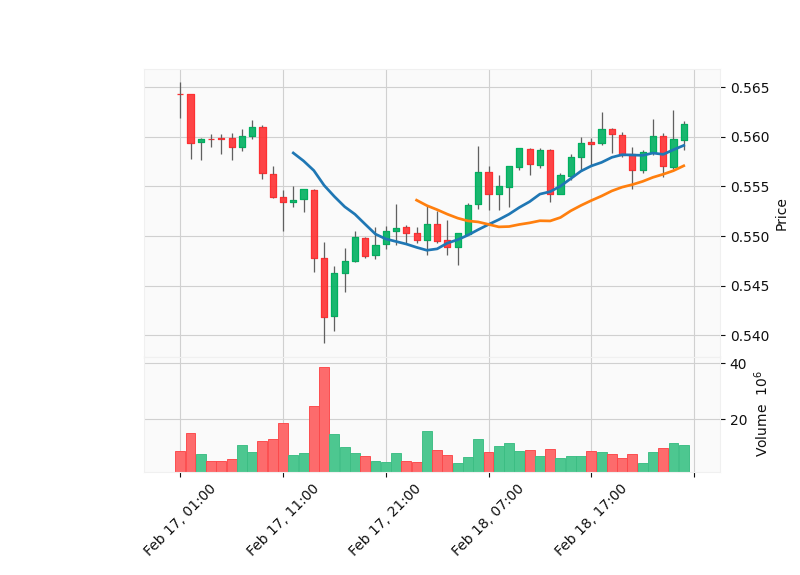 0.565
0.560
0.555
0.550
0.545
0.540
Price
40
20
Volume 10^6
Feb 17, 01:00
Feb 17, 11:00
Feb 17, 21:00
Feb 18, 07:00
Feb 18, 17:00